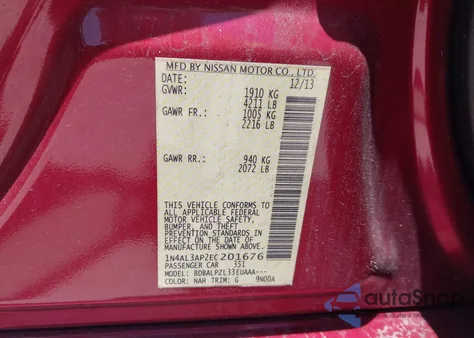 MFD BY NISSAN MOTOR CO., LTD.
DATE: 12/13
GVWR: 1910 KG
4211 LB
GAWR FR.: 1005 KG
2216 LB
GAWR RR.: 940 KG
2072 LB
THIS VEHICLE CONFORMS TO
ALL APPLICABLE FEDERAL
MOTOR VEHICLE SAFETY,
BUMPER, AND THEFT
PREVENTION STANDARDS IN
EFFECT ON THE DATE OF
MANUFACTURE SHOWN ABOVE.
1N4AL3AP2EC201676
PASSENGER CAR 351
MODEL: BDBALPZL33EUAAA---
COLOR: NAH TRIM: G 9N00A
autoSnap